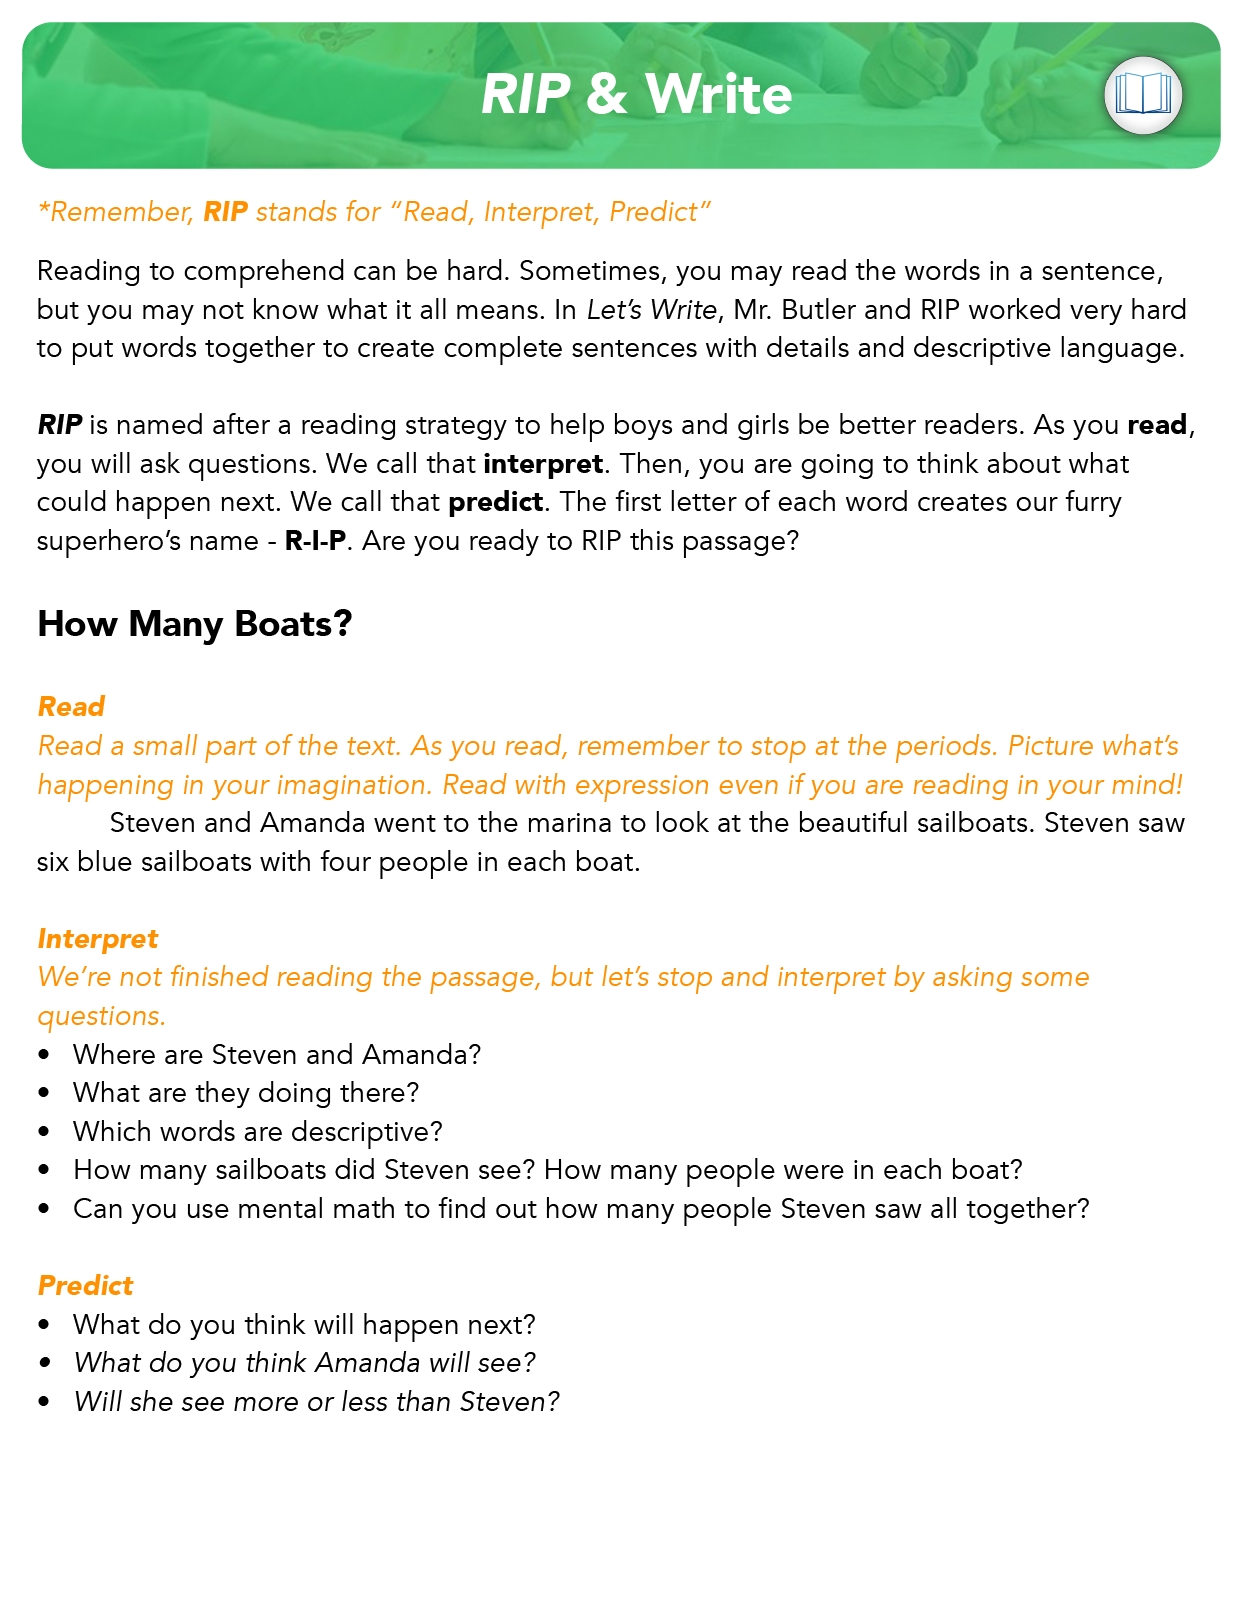 RIP & Write
*Remember, RIP stands for “Read, Interpret, Predict”
Reading to comprehend can be hard. Sometimes, you may read the words in a sentence,
but you may not know what it all means. In Let’s Write, Mr. Butler and RIP worked very hard
to put words together to create complete sentences with details and descriptive language.
RIP is named after a reading strategy to help boys and girls be better readers. As you read,
you will ask questions. We call that interpret. Then, you are going to think about what
could happen next. We call that predict. The first letter of each word creates our furry
superhero’s name - R-I-P. Are you ready to RIP this passage?
How Many Boats?
Read
Read a small part of the text. As you read, remember to stop at the periods. Picture what’s
happening in your imagination. Read with expression even if you are reading in your mind!
Steven and Amanda went to the marina to look at the beautiful sailboats. Steven saw
six blue sailboats with four people in each boat.
Interpret
We’re not finished reading the passage, but let’s stop and interpret by asking some
questions.
• Where are Steven and Amanda?
• What are they doing there?
• Which words are descriptive?
• How many sailboats did Steven see? How many people were in each boat?
• Can you use mental math to find out how many people Steven saw all together?
Predict
• What do you think will happen next?
• What do you think Amanda will see?
• Will she see more or less than Steven?